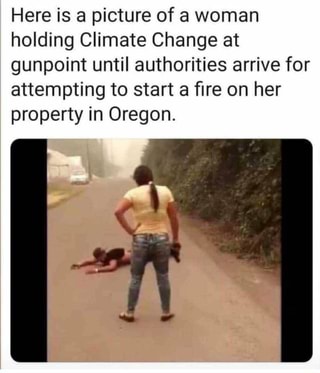 Here is a picture of a woman
holding Climate Change at
gunpoint until authorities arrive for
attempting to start a fire on her
property in Oregon.